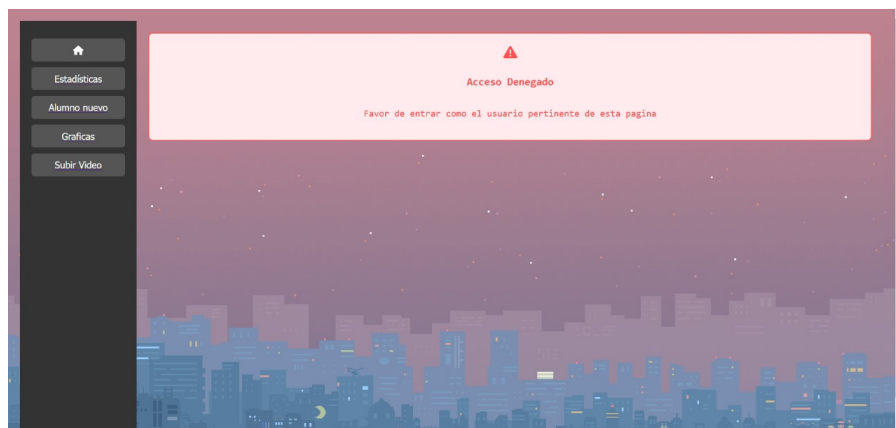 Estadísticas
Alumno nuevo
Graficas
Subir Video
Acceso Denegado
Favor de entrar como el usuario pertinente de esta pagina